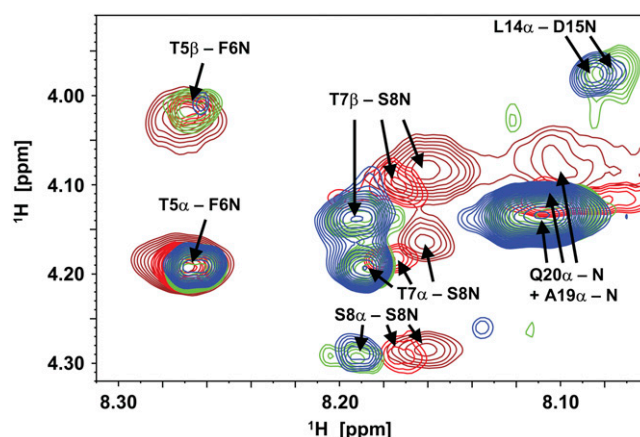 L14α – D15N
T5β – F6N
T7β – S8N
4.00
¹H [ppm]
4.10
T5α – F6N
4.20
Q20α – N
+ A19α – N
T7α – S8N
S8α – S8N
4.30
8.30
8.20
8.10
¹H [ppm]